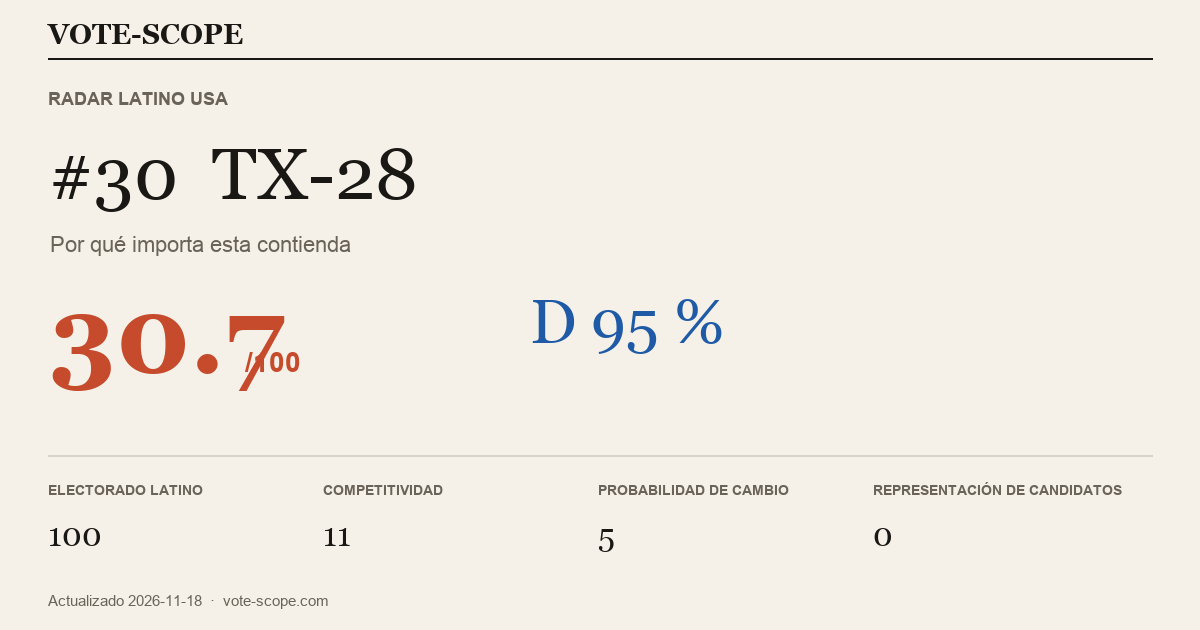 VOTE-SCOPE
RADAR LATINO USA
#30 TX-28
Por qué importa esta contienda
30.7/100
D 95 %
ELECTORADO LATINO
100
COMPETITIVIDAD
11
PROBABILIDAD DE CAMBIO
5
REPRESENTACIÓN DE CANDIDATOS
0
Actualizado 2026-11-18 · vote-scope.com